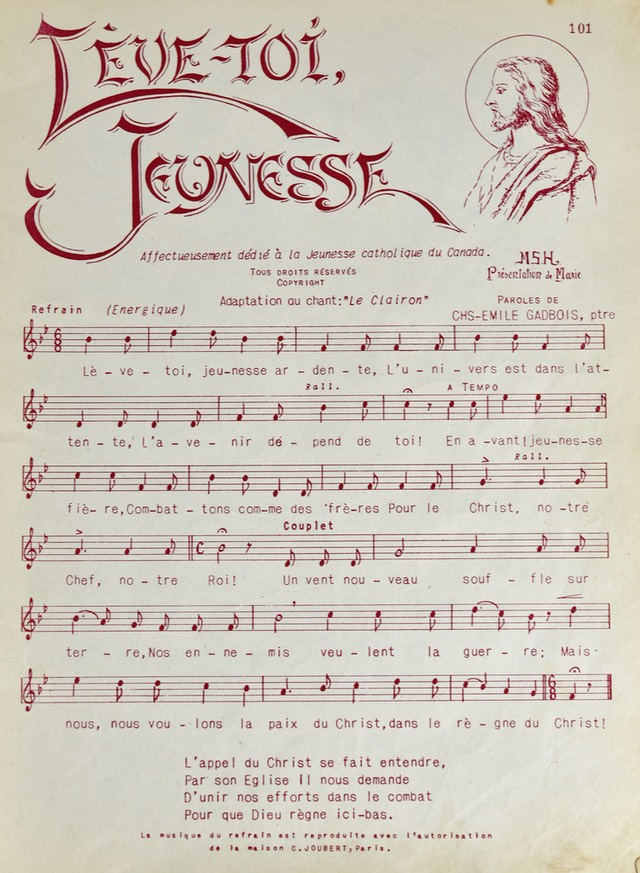 101
LÈVE-TOI,
JEUNESSE
Affectueusement dédié à la Jeunesse catholique du Canada.
M.S.H.
Présentation de Marie
TOUS DROITS RÉSERVÉS
COPYRIGHT
Adaptation au chant:"Le Clairon"
PAROLES DE
CHS-EMILE GADBOIS, ptre
Refrain (Energique)
Lè - ve - toi, jeu-nesse ar - den - te, L'u - ni - vers est dans l'at-
Rall. A TEMPO
ten - te, L'a - ve - nir dé - pend de toi! En a-vant! jeu-nes-se
Rall.
fiè- re, Com-bat - tons com-me des frè-res Pour le Christ, no-tre
Couplet
Chef, no - tre Roi! Un vent nou - veau souf - fle sur
ter - re, Nos en - ne - mis veu - lent la guer - re; Mais
nous, nous vou - lons la paix du Christ, dans le rè - gne du Christ!
L'appel du Christ se fait entendre,
Par son Eglise Il nous demande
D'unir nos efforts dans le combat
Pour que Dieu règne ici-bas.
La musique du refrain est reproduite avec l'autorisation
de la maison C.JOUBERT, Paris.